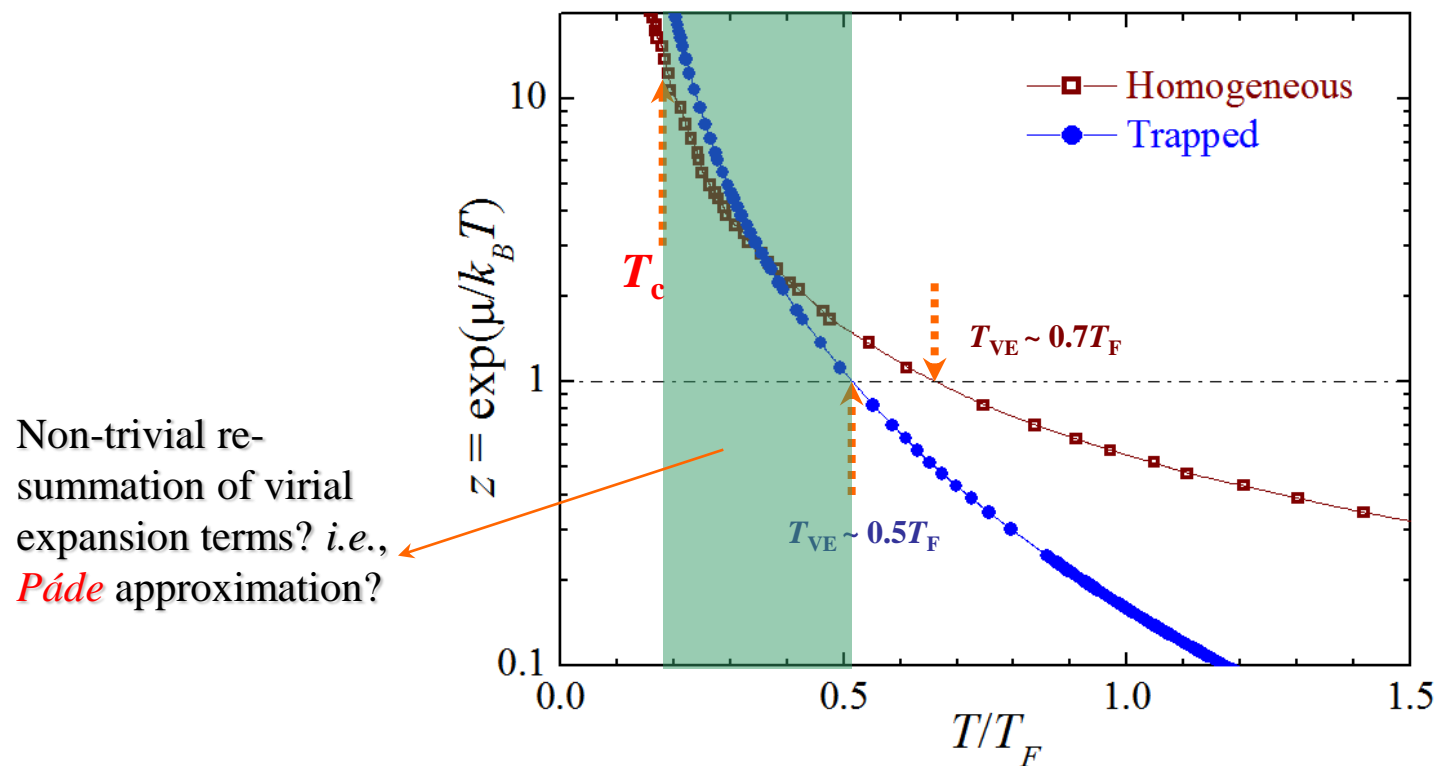 10
1
0.1
z = exp(μ/k_B T)
Homogeneous
Trapped
T_c
T_VE ~ 0.7T_F
T_VE ~ 0.5T_F
Non-trivial re-
summation of virial
expansion terms? i.e.,
Páde approximation?
0.0 0.5 1.0 1.5
T/T_F